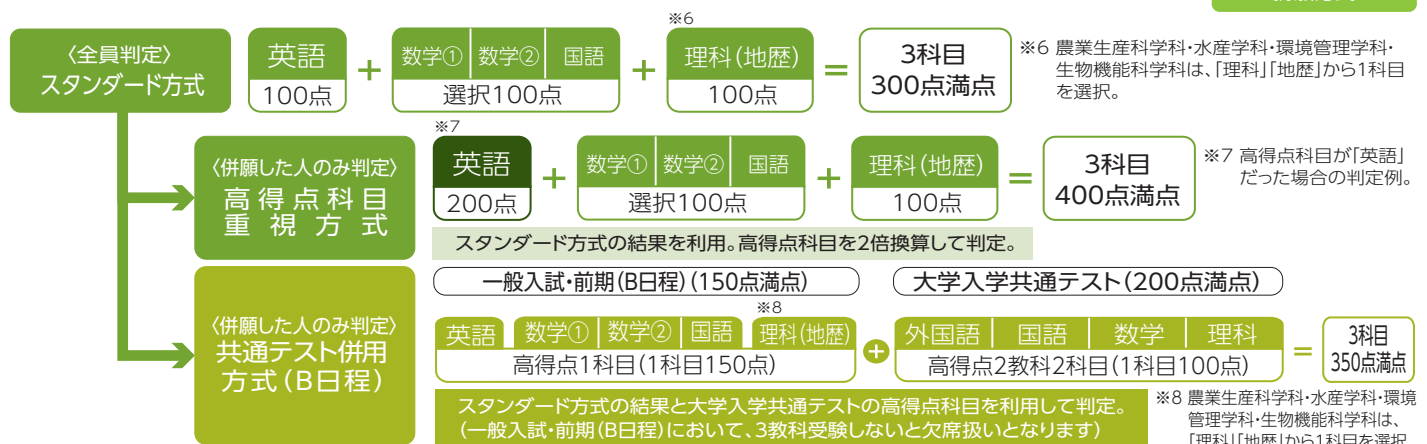 〈全員判定〉
スタンダード方式
英語
100点
+
数学① 数学② 国語
選択100点
+
※6
理科(地歴)
100点
=
3科目
300点満点
※6 農業生産科学科・水産学科・環境管理学科・
生物機能科学科は、「理科」「地歴」から1科目
を選択。
〈併願した人のみ判定〉
高得点科目
重視方式
※7
英語
200点
+
数学① 数学② 国語
選択100点
+
理科(地歴)
100点
=
3科目
400点満点
※7 高得点科目が「英語」
だった場合の判定例。
スタンダード方式の結果を利用。高得点科目を2倍換算して判定。
〈併願した人のみ判定〉
共通テスト併用
方式(B日程)
一般入試・前期(B日程)(150点満点)
大学入学共通テスト(200点満点)
※8
英語 数学① 数学② 国語 理科(地歴)
高得点1科目(1科目150点)
+
外国語 国語 数学 理科
高得点2教科2科目(1科目100点)
=
3科目
350点満点
スタンダード方式の結果と大学入学共通テストの高得点科目を利用して判定。
(一般入試・前期(B日程)において、3教科受験しないと欠席扱いとなります)
※8 農業生産科学科・水産学科・環境
管理学科・生物機能科学科は、
「理科」「地歴」から1科目を選択